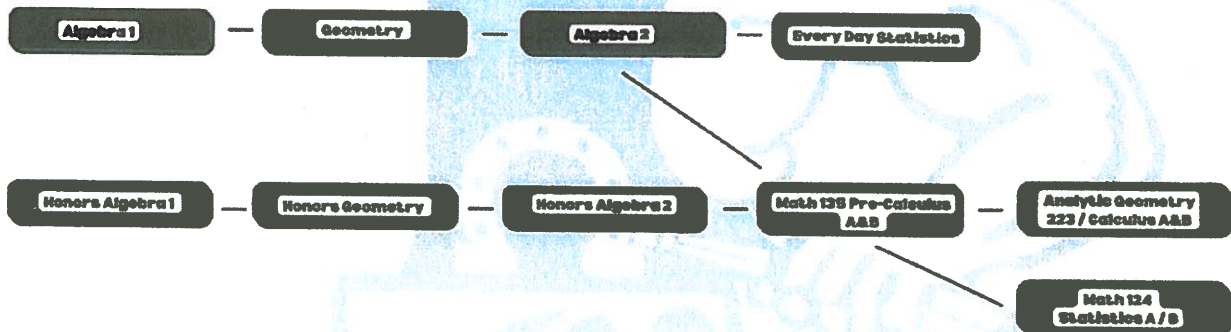 Algebra 1
Geometry
Algebra 2
Every Day Statistics
Honors Algebra 1
Honors Geometry
Honors Algebra 2
Math 135 Pre-Calculus
A&B
Analytic Geometry
223 / Calculus A&B
Math 124
Statistics A / B